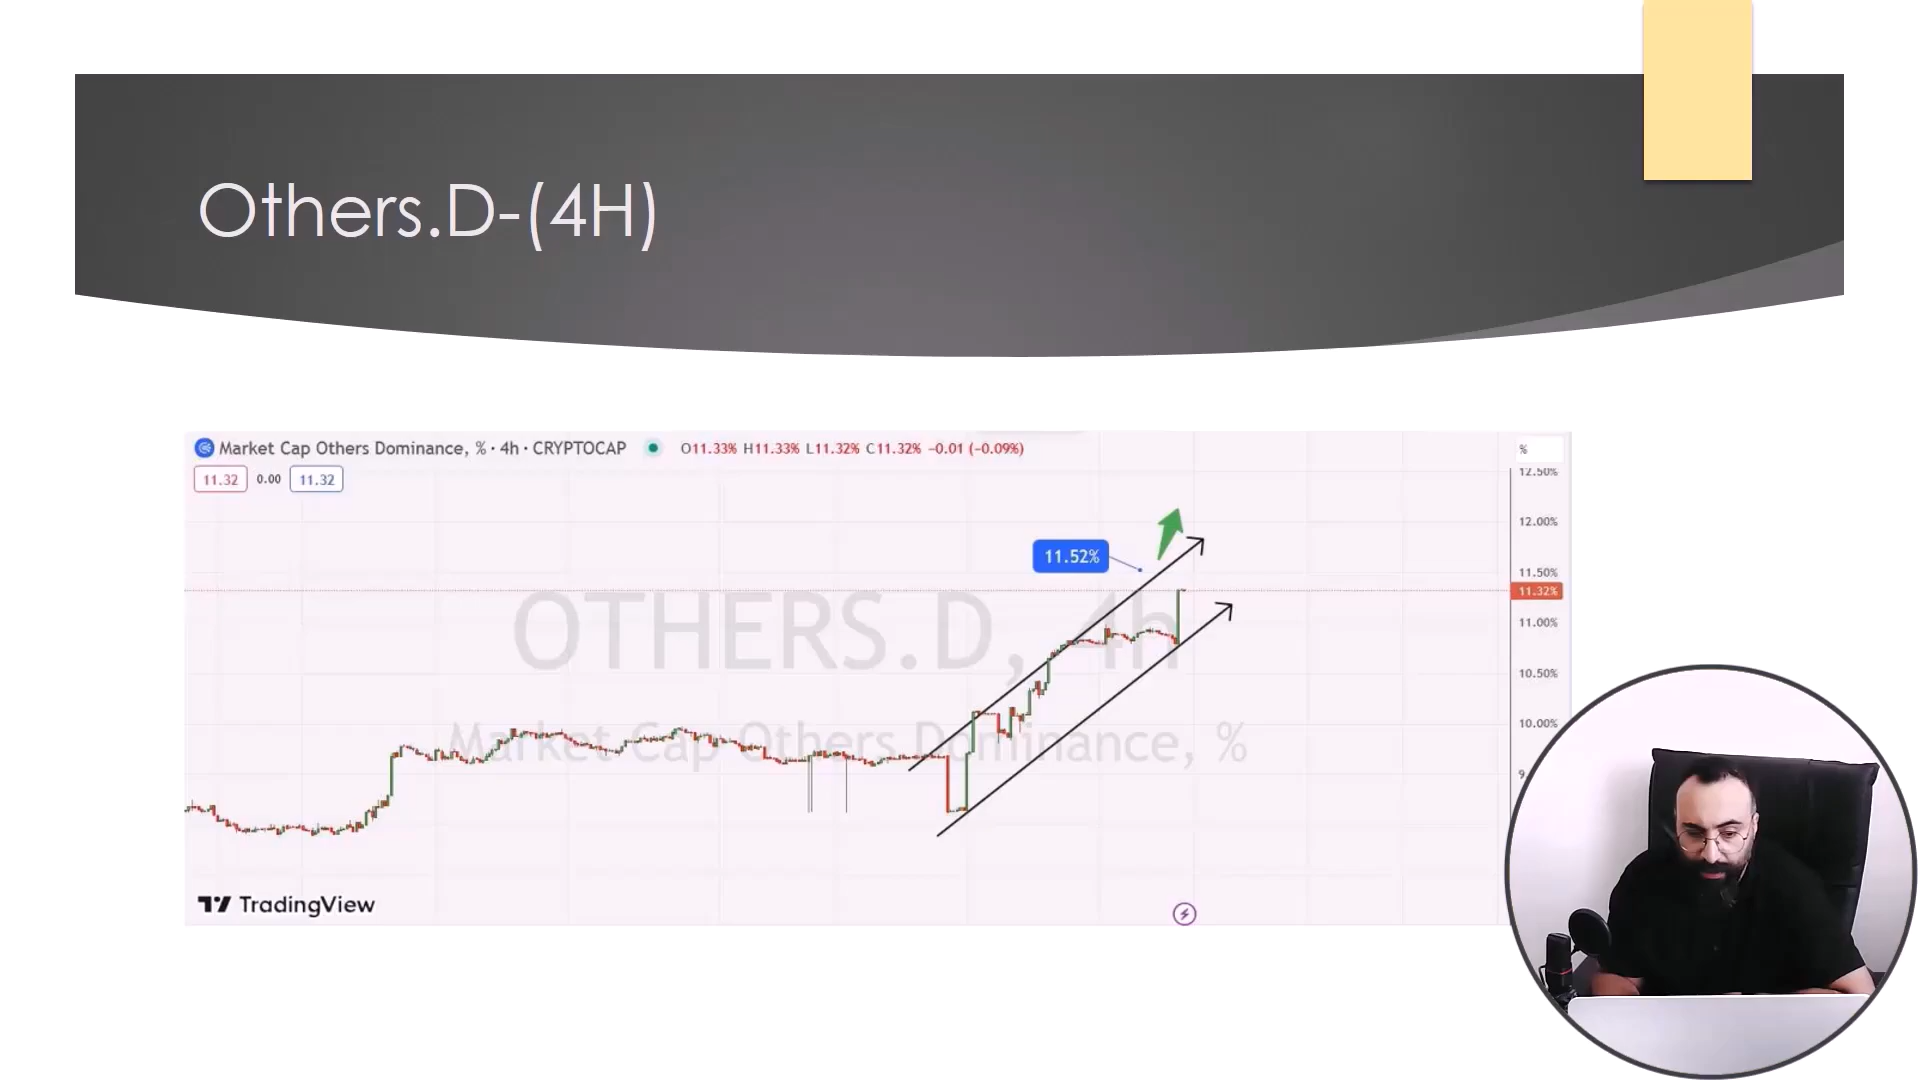 Others.D-(4H)
Market Cap Others Dominance, % · 4h · CRYPTOCAP O11.33% H11.33% L11.32% C11.32% −0.01 (−0.09%)
%
11.32 0.00 11.32
12.50%
12.00%
11.52%
11.50%
11.32%
OTHERS.D, 4h
11.00%
10.50%
10.00%
Market Cap Others Dominance, %
TradingView